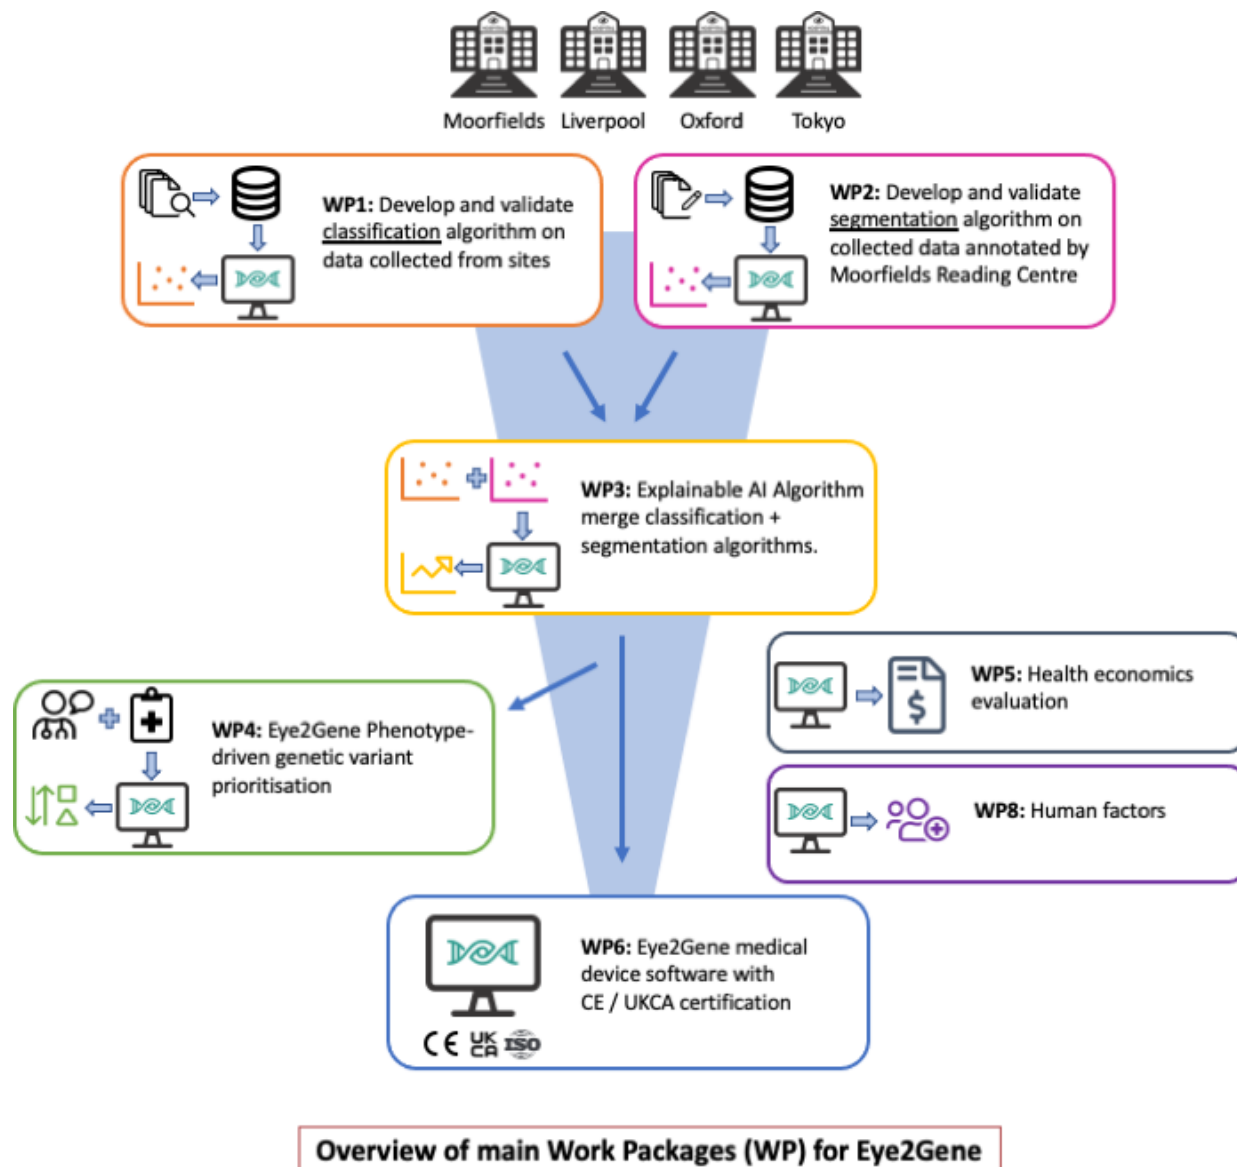 Moorfields Liverpool Oxford Tokyo
WP1: Develop and validate
classification algorithm on
data collected from sites
WP2: Develop and validate
segmentation algorithm on
collected data annotated by
Moorfields Reading Centre
WP3: Explainable AI Algorithm
merge classification +
segmentation algorithms.
WP4: Eye2Gene Phenotype-
driven genetic variant
prioritisation
WP5: Health economics
evaluation
$
WP8: Human factors
WP6: Eye2Gene medical
device software with
CE / UKCA certification
CE UK CA ISO
Overview of main Work Packages (WP) for Eye2Gene